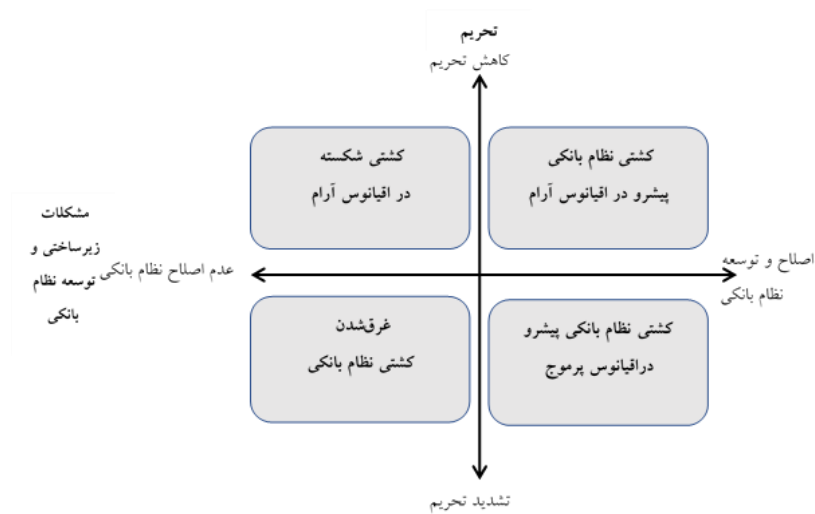 تحریم
کاهش تحریم
کشتی نظام بانکی
پیشرو در اقیانوس آرام
کشتی شکسته
در اقیانوس آرام
اصلاح و توسعه
نظام بانکی
عدم اصلاح نظام بانکی
مشکلات
زیرساختی و
توسعه نظام
بانکی
کشتی نظام بانکی پیشرو
دراقیانوس پرموج
غرق‌شدن
کشتی نظام بانکی
تشدید تحریم